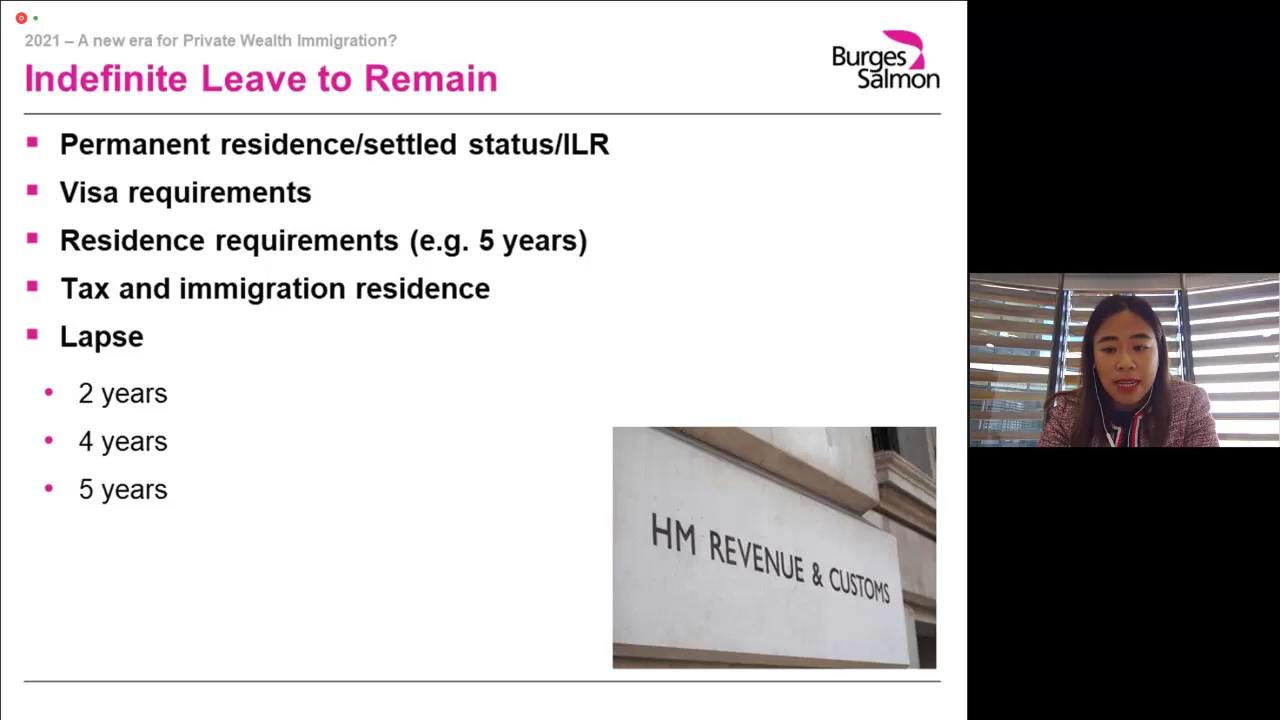 2021 – A new era for Private Wealth Immigration?
Indefinite Leave to Remain
Burges
Salmon
Permanent residence/settled status/ILR
Visa requirements
Residence requirements (e.g. 5 years)
Tax and immigration residence
Lapse
2 years
4 years
5 years
HM REVENUE & CUSTOMS